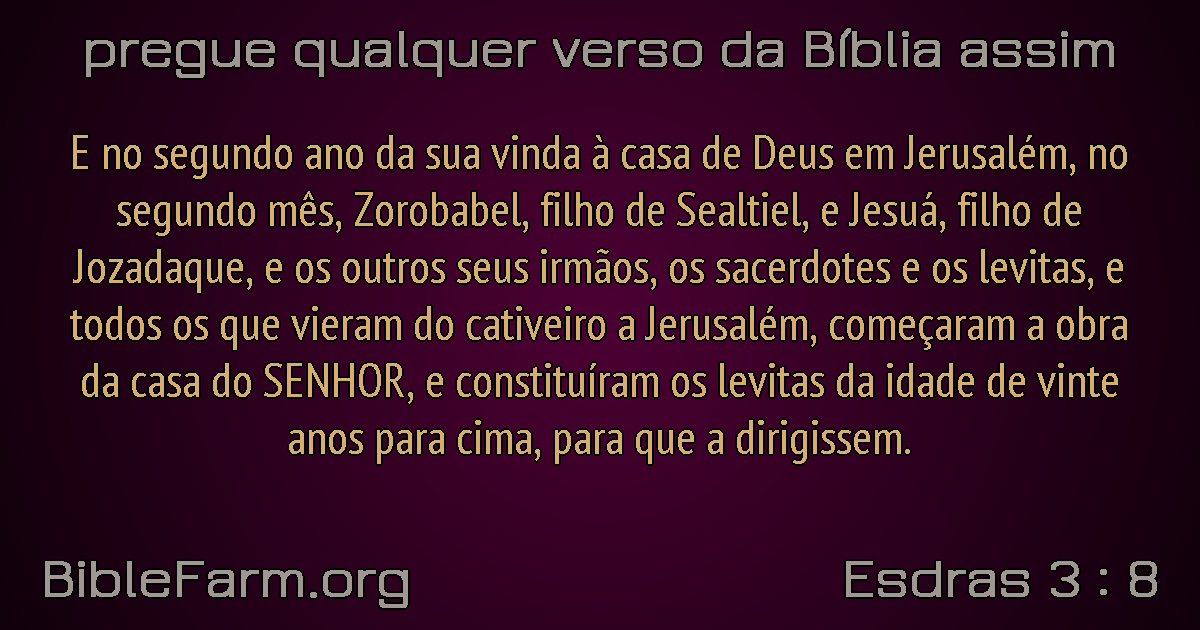 pregue qualquer verso da Bíblia assim
E no segundo ano da sua vinda à casa de Deus em Jerusalém, no
segundo mês, Zorobabel, filho de Sealtiel, e Jesuá, filho de
Jozadaque, e os outros seus irmãos, os sacerdotes e os levitas, e
todos os que vieram do cativeiro a Jerusalém, começaram a obra
da casa do SENHOR, e constituíram os levitas da idade de vinte
anos para cima, para que a dirigissem.
BibleFarm.org
Esdras 3 : 8